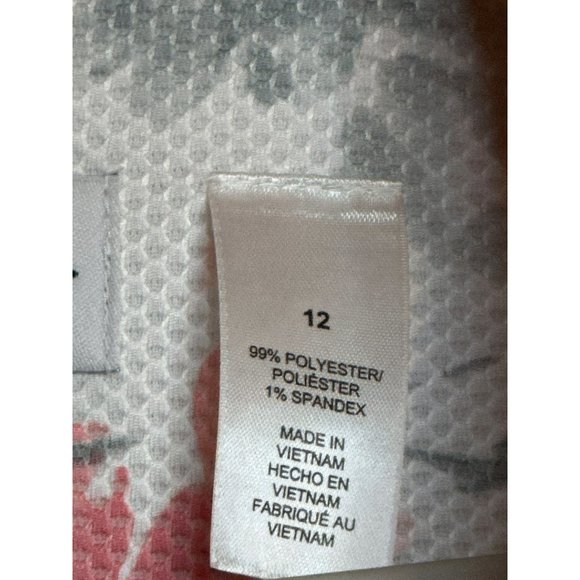 12
99% POLYESTER/
POLIÉSTER
1% SPANDEX
MADE IN
VIETNAM
HECHO EN
VIETNAM
FABRIQUÉ AU
VIETNAM